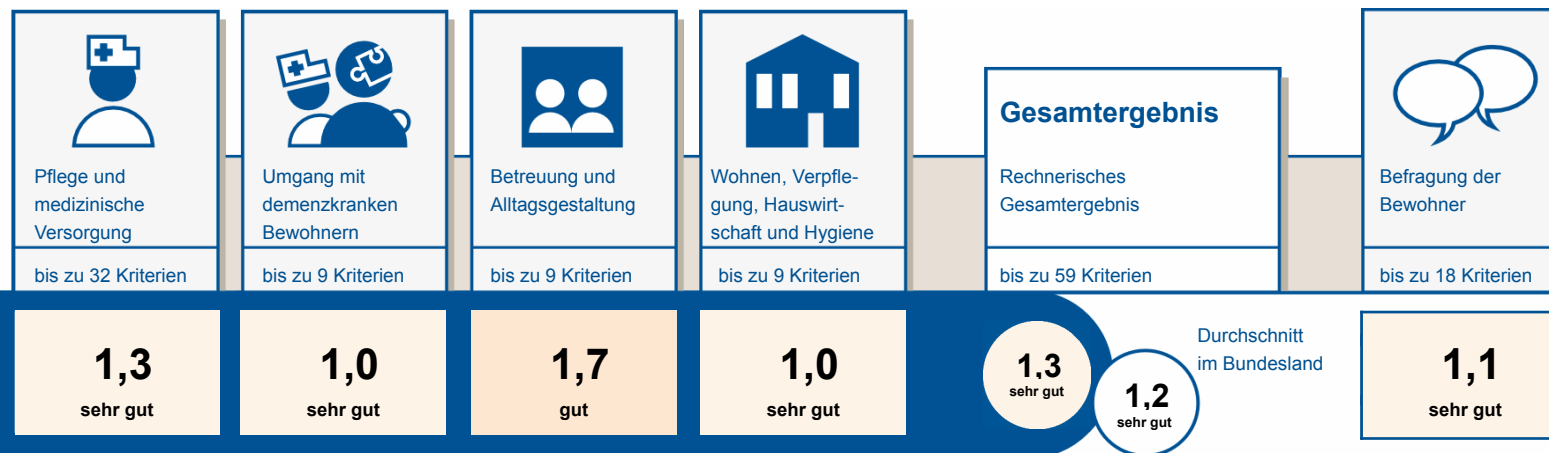 Pflege und
medizinische
Versorgung
bis zu 32 Kriterien
1,3
sehr gut
Umgang mit
demenzkranken
Bewohnern
bis zu 9 Kriterien
1,0
sehr gut
Betreuung und
Alltagsgestaltung
bis zu 9 Kriterien
1,7
gut
Wohnen, Verpfle-
gung, Hauswirt-
schaft und Hygiene
bis zu 9 Kriterien
1,0
sehr gut
Gesamtergebnis
Rechnerisches
Gesamtergebnis
bis zu 59 Kriterien
1,3
sehr gut
Durchschnitt
im Bundesland
1,2
sehr gut
Befragung der
Bewohner
bis zu 18 Kriterien
1,1
sehr gut